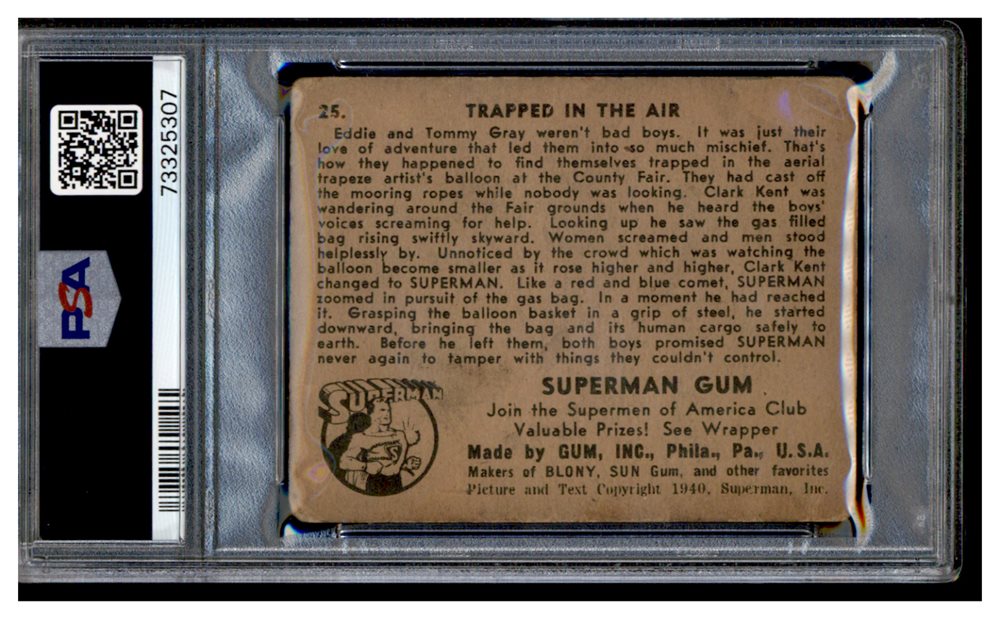 73325307
PSA
25. TRAPPED IN THE AIR
Eddie and Tommy Gray weren't bad boys. It was just their
love of adventure that led them into so much mischief. That's
how they happened to find themselves trapped in the aerial
trapeze artist's balloon at the County Fair. They had cast off
the mooring ropes while nobody was looking. Clark Kent was
wandering around the Fair grounds when he heard the boys'
voices screaming for help. Looking up he saw the gas filled
bag rising swiftly skyward. Women screamed and men stood
helplessly by. Unnoticed by the crowd which was watching the
balloon become smaller as it rose higher and higher, Clark Kent
changed to SUPERMAN. Like a red and blue comet, SUPERMAN
zoomed in pursuit of the gas bag. In a moment he had reached
it. Grasping the balloon basket in a grip of steel, he started
downward, bringing the bag and its human cargo safely to
earth. Before he left them, both boys promised SUPERMAN
never again to tamper with things they couldn't control.
SUPERMAN
S
SUPERMAN GUM
Join the Supermen of America Club
Valuable Prizes! See Wrapper
Made by GUM, INC., Phila., Pa., U.S.A.
Makers of BLONY, SUN Gum, and other favorites
Picture and Text Copyright 1940, Superman, Inc.